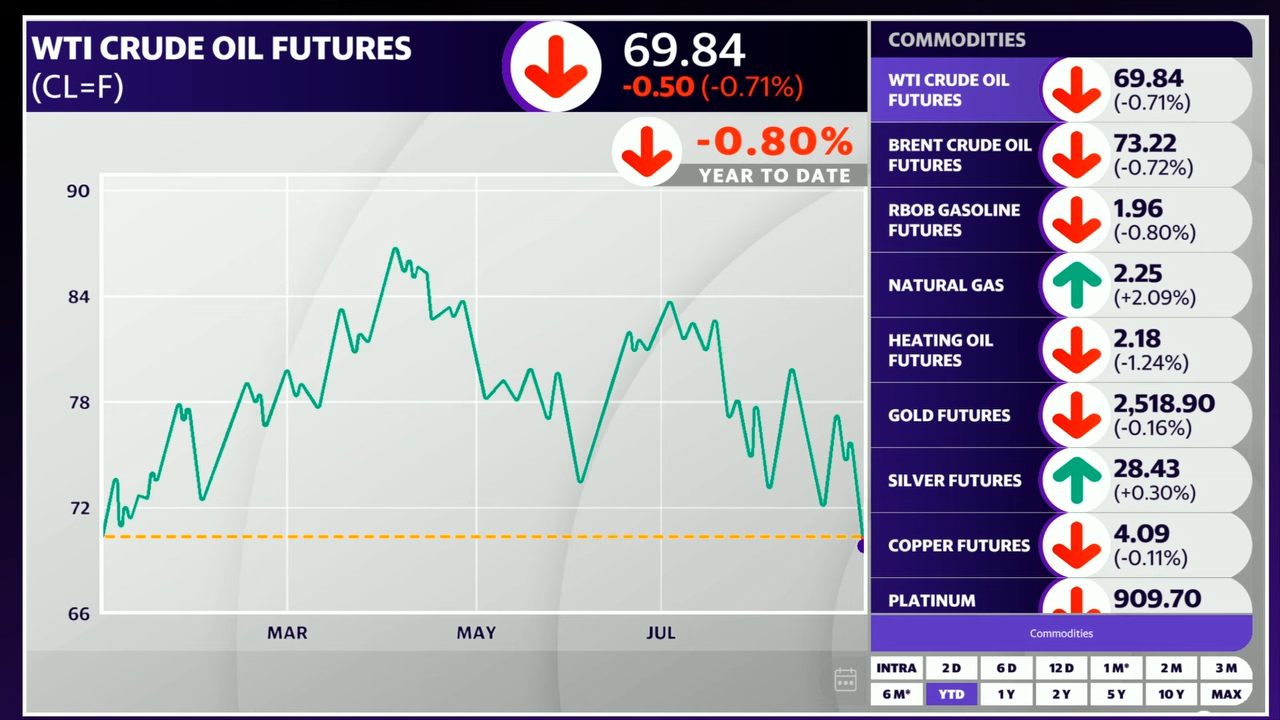 WTI CRUDE OIL FUTURES
(CL=F)
69.84
-0.50 (-0.71%)
-0.80%
YEAR TO DATE
90
84
78
72
66
MAR
MAY
JUL
COMMODITIES
WTI CRUDE OIL
FUTURES
69.84
(-0.71%)
BRENT CRUDE OIL
FUTURES
73.22
(-0.72%)
RBOB GASOLINE
FUTURES
1.96
(-0.80%)
NATURAL GAS
2.25
(+2.09%)
HEATING OIL
FUTURES
2.18
(-1.24%)
GOLD FUTURES
2,518.90
(-0.16%)
SILVER FUTURES
28.43
(+0.30%)
COPPER FUTURES
4.09
(-0.11%)
PLATINUM
909.70
Commodities
INTRA 2 D 6 D 12 D 1 M* 2 M 3 M
6 M* YTD 1 Y 2 Y 5 Y 10 Y MAX